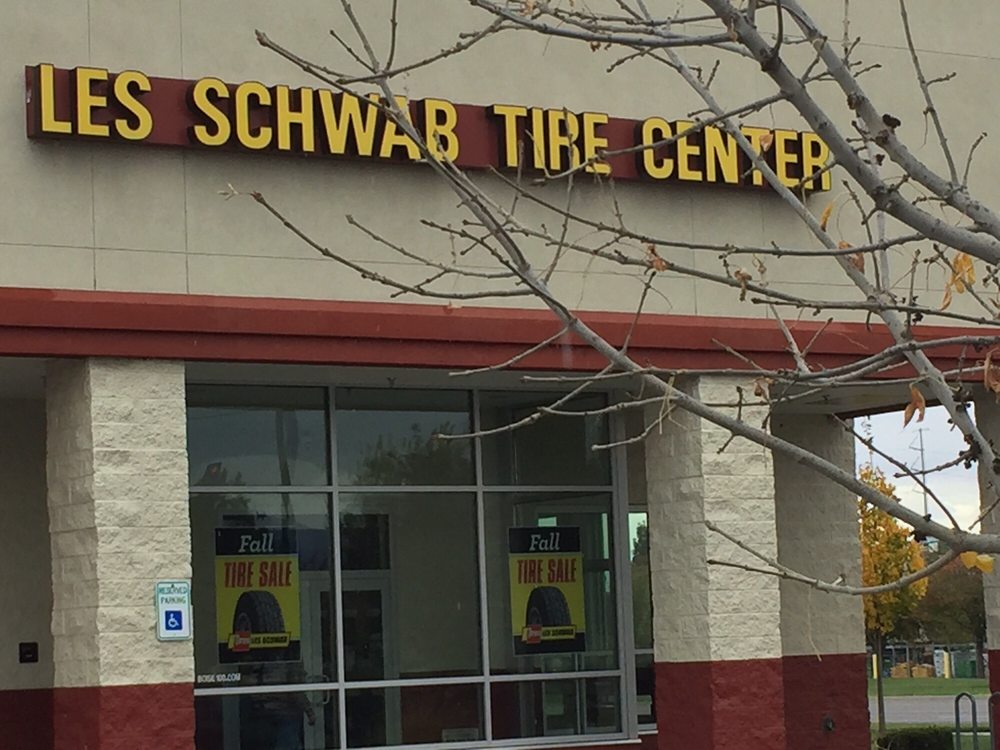 LES SCHWAB TIRE CENTER
Fall
TIRE SALE
LES SCHWAB
Fall
TIRE SALE
LES SCHWAB
RESERVED
PARKING